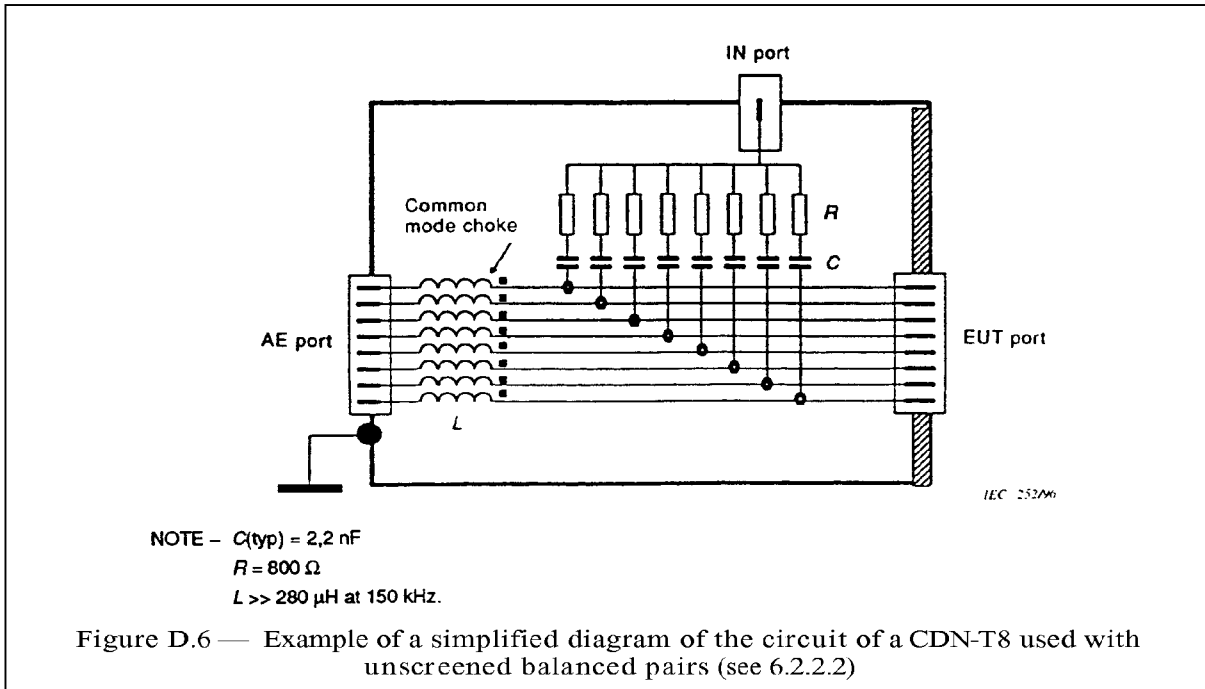 IN port
Common
mode choke
R
C
AE port
EUT port
L
IEC 252/96
NOTE – C(typ) = 2,2 nF
R = 800 Ω
L >> 280 µH at 150 kHz.
Figure D.6 — Example of a simplified diagram of the circuit of a CDN-T8 used with
unscreened balanced pairs (see 6.2.2.2)